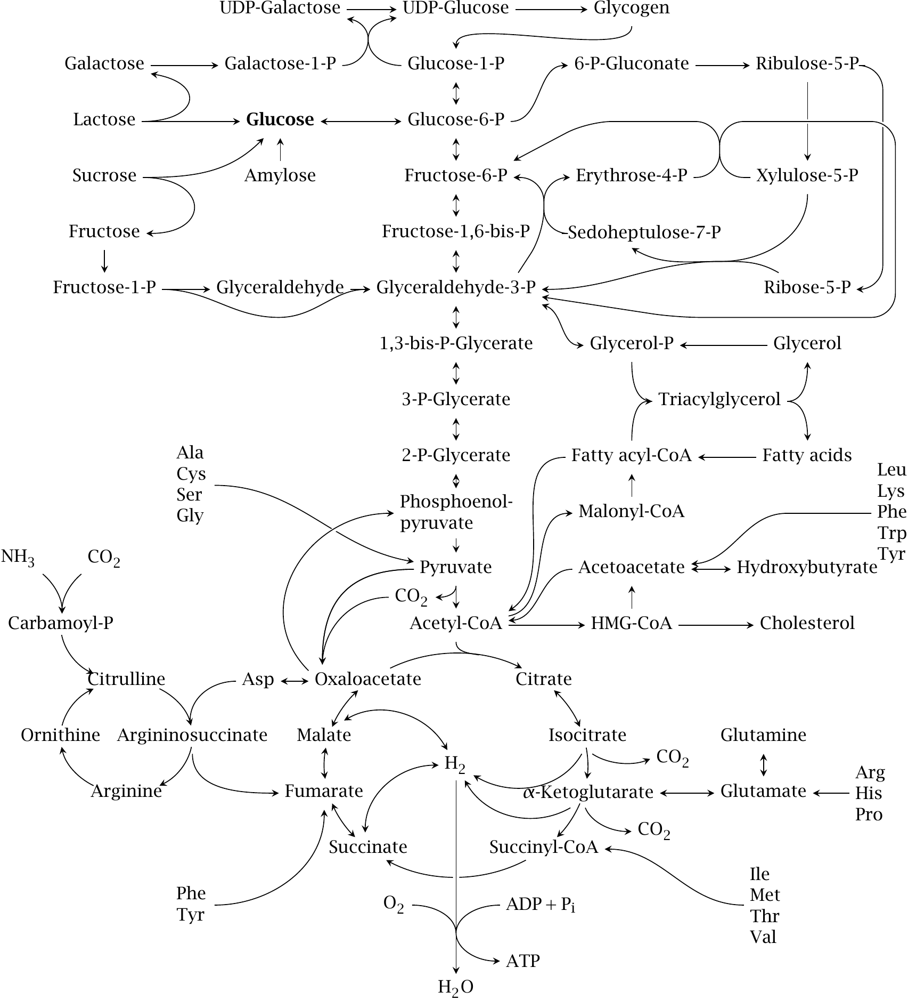 UDP-Galactose UDP-Glucose Glycogen
Galactose Galactose-1-P Glucose-1-P 6-P-Gluconate Ribulose-5-P
Lactose Glucose Glucose-6-P
Sucrose Amylose Fructose-6-P Erythrose-4-P Xylulose-5-P
Fructose Fructose-1,6-bis-P Sedoheptulose-7-P
Fructose-1-P Glyceraldehyde Glyceraldehyde-3-P Ribose-5-P
1,3-bis-P-Glycerate Glycerol-P Glycerol
3-P-Glycerate Triacylglycerol
2-P-Glycerate Fatty acyl-CoA Fatty acids
Ala
Cys
Ser
Gly
Leu
Lys
Phe
Trp
Tyr
Phosphoenol-
pyruvate
Malonyl-CoA
NH3 CO2
Pyruvate Acetoacetate Hydroxybutyrate
CO2
Carbamoyl-P Acetyl-CoA HMG-CoA Cholesterol
Citrulline Asp Oxaloacetate Citrate
Ornithine Argininosuccinate Malate Isocitrate Glutamine
H2 CO2
Arginine Fumarate α-Ketoglutarate Glutamate
Arg
His
Pro
CO2
Succinate Succinyl-CoA
Ile
Met
Thr
Val
Phe
Tyr
O2 ADP + Pi
ATP
H2O